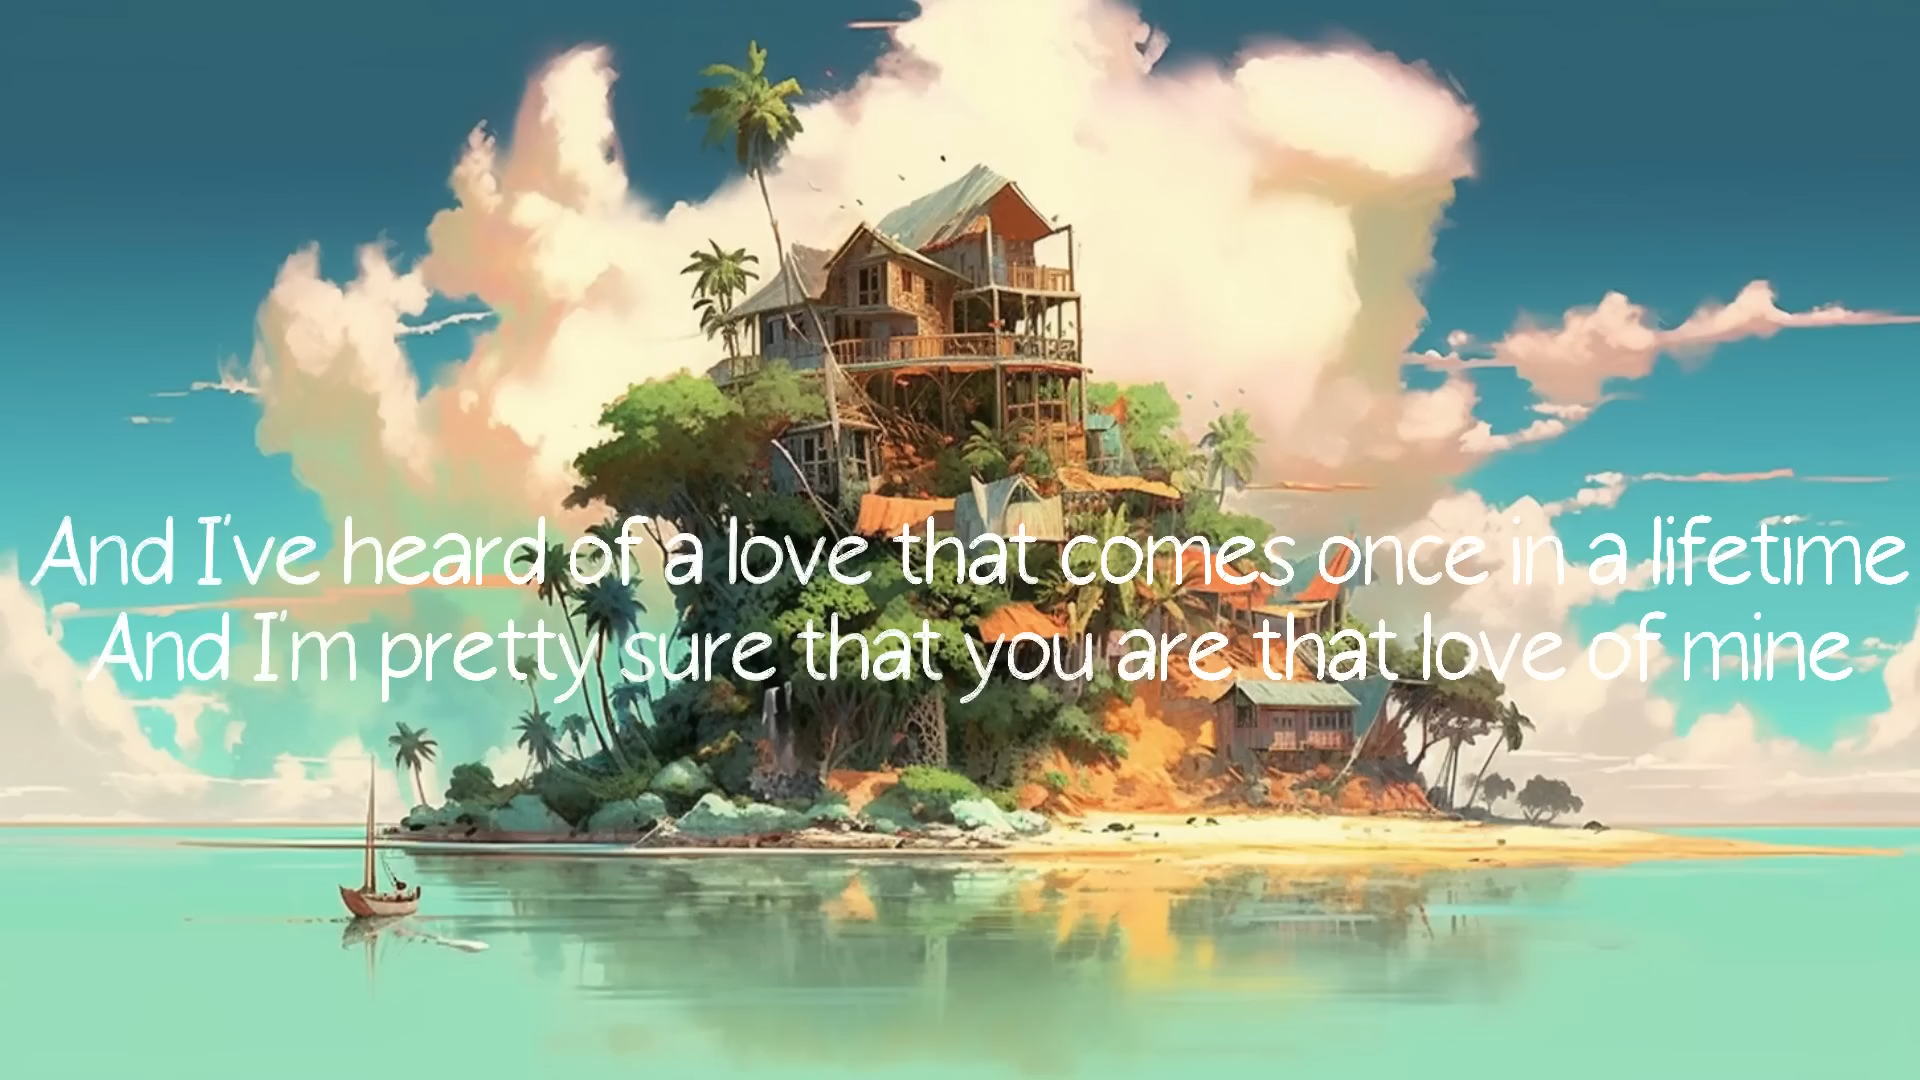 And I've heard of a love that comes once in a lifetime
And I'm pretty sure that you are that love of mine